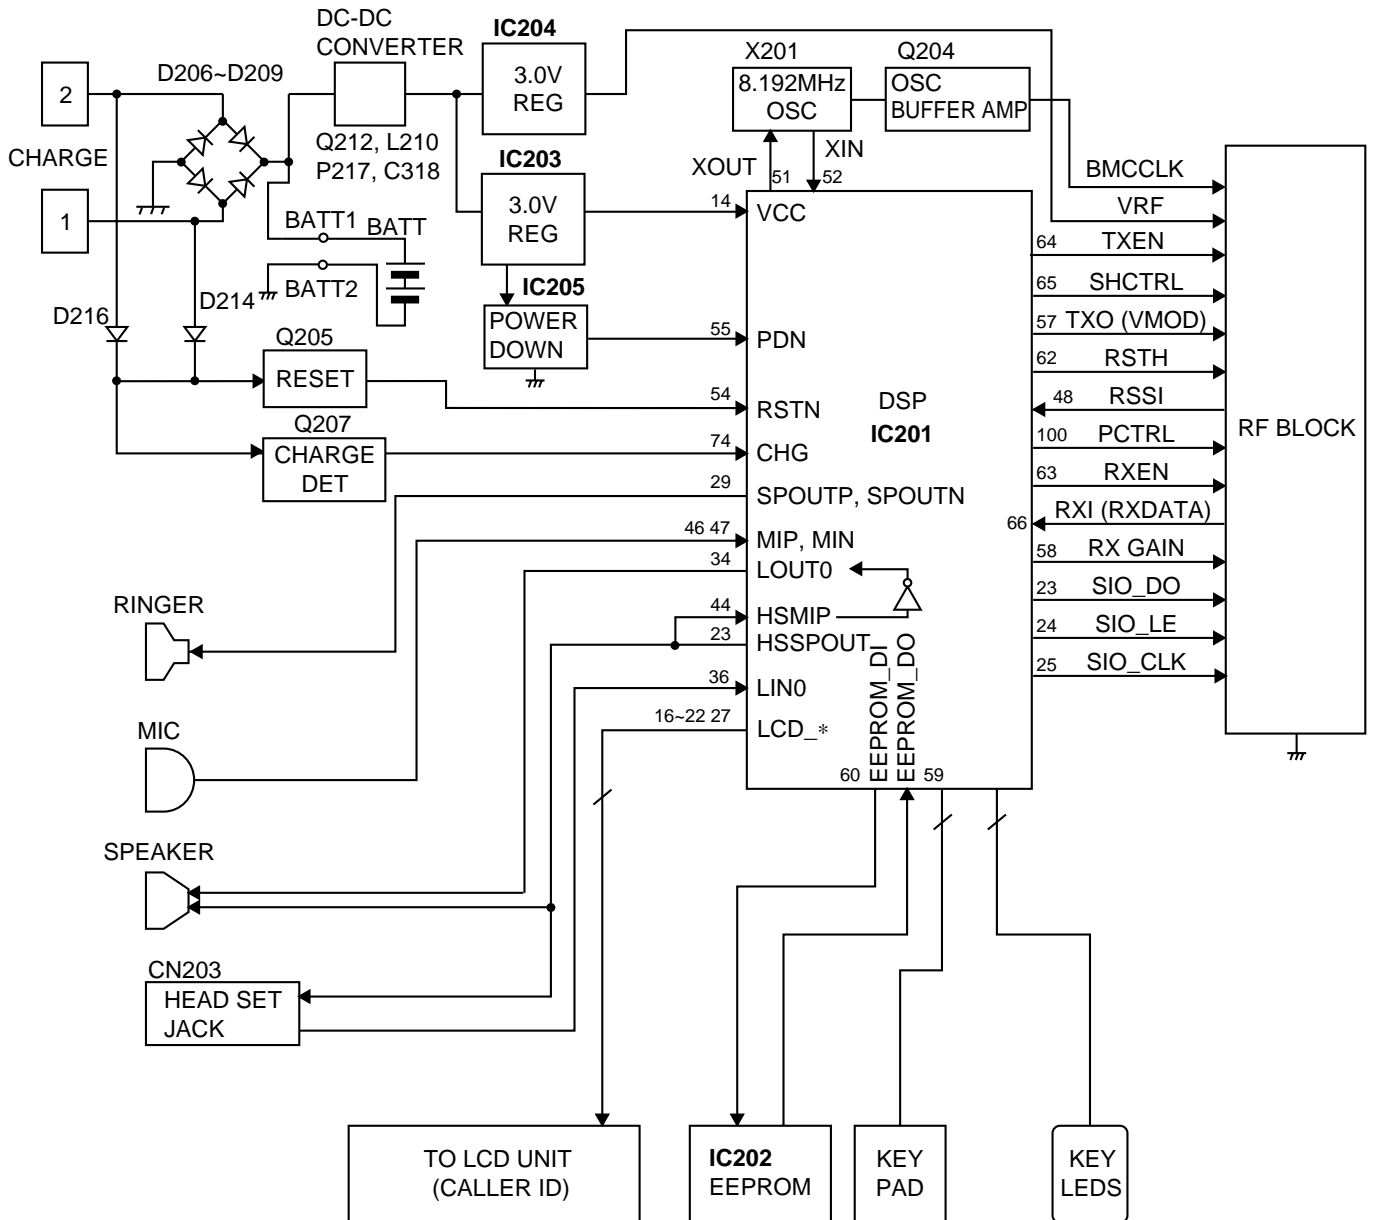 DC-DC
CONVERTER
IC204
3.0V
REG
X201
8.192MHz
OSC
Q204
OSC
BUFFER AMP
D206~D209
2
CHARGE
1
Q212, L210
P217, C318
IC203
3.0V
REG
XOUT
51
XIN
52
BATT1
BATT
BATT2
IC205
POWER
DOWN
D216
D214
Q205
RESET
Q207
CHARGE
DET
14
VCC
55
PDN
54
RSTN
74
CHG
29
SPOUTP, SPOUTN
46 47
MIP, MIN
34
LOUT0
44
HSMIP
23
HSSPOUT
36
LIN0
16~22 27
LCD_*
DSP
IC201
60
EEPROM_DI
EEPROM_DO
59
BMCCLK
VRF
64
TXEN
65
SHCTRL
57
TXO (VMOD)
62
RSTH
48
RSSI
100
PCTRL
63
RXEN
66
RXI (RXDATA)
58
RX GAIN
23
SIO_DO
24
SIO_LE
25
SIO_CLK
RF BLOCK
RINGER
MIC
SPEAKER
CN203
HEAD SET
JACK
TO LCD UNIT
(CALLER ID)
IC202
EEPROM
KEY
PAD
KEY
LEDS